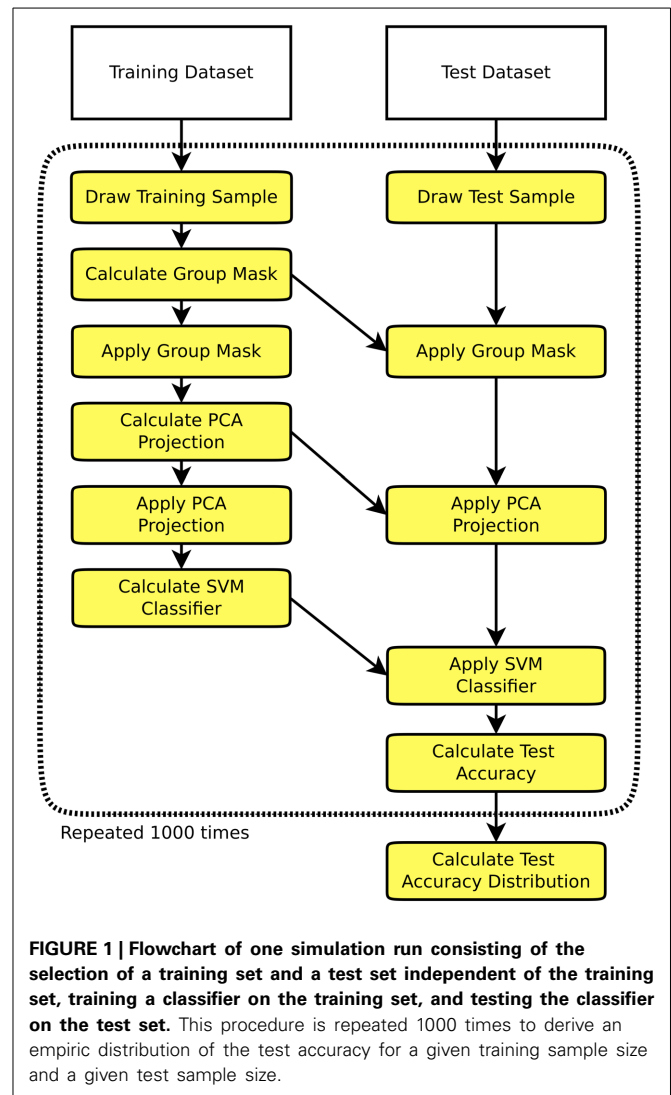 Training Dataset
Test Dataset
Draw Training Sample
Draw Test Sample
Calculate Group Mask
Apply Group Mask
Apply Group Mask
Calculate PCA
Projection
Apply PCA
Projection
Apply PCA
Projection
Calculate SVM
Classifier
Apply SVM
Classifier
Calculate Test
Accuracy
Repeated 1000 times
Calculate Test
Accuracy Distribution
FIGURE 1 | Flowchart of one simulation run consisting of the
selection of a training set and a test set independent of the training
set, training a classifier on the training set, and testing the classifier
on the test set. This procedure is repeated 1000 times to derive an
empiric distribution of the test accuracy for a given training sample size
and a given test sample size.